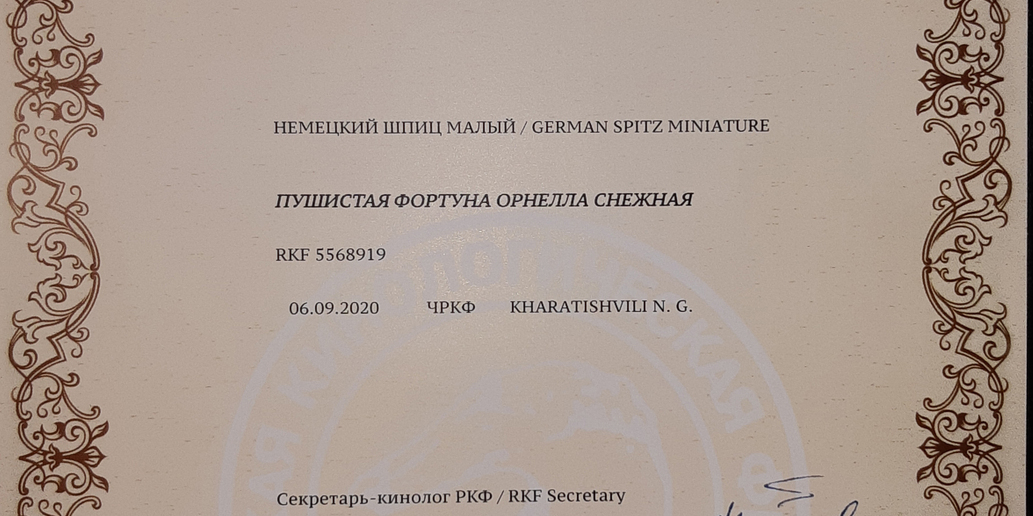 НЕМЕЦКИЙ ШПИЦ МАЛЫЙ / GERMAN SPITZ MINIATURE
ПУШИСТАЯ ФОРТУНА ОРНЕЛЛА СНЕЖНАЯ
RKF 5568919
06.09.2020 ЧРКФ KHARATISHVILI N. G.
Секретарь-кинолог РКФ / RKF Secretary